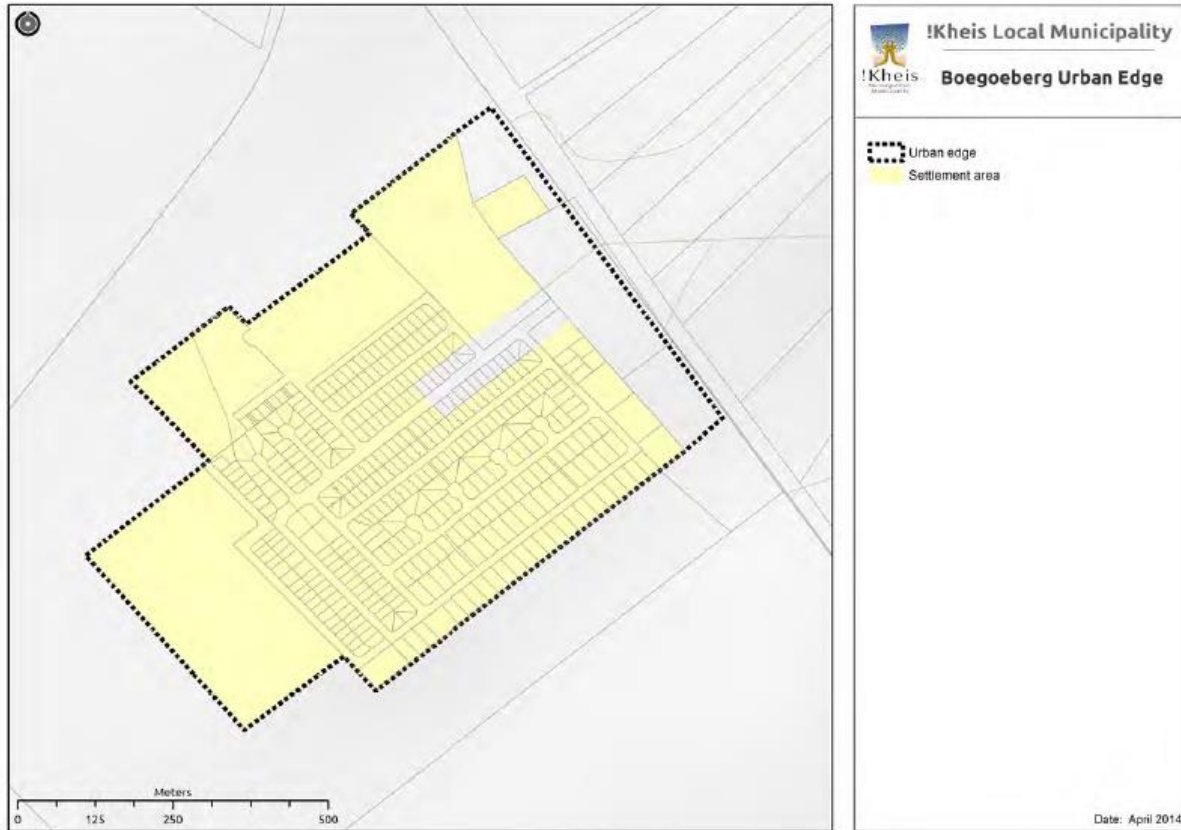 !Kheis Local Municipality
!Kheis
Boegoeberg Urban Edge
Urban edge
Settlement area
Meters
0 125 250 500
Date: April 2014